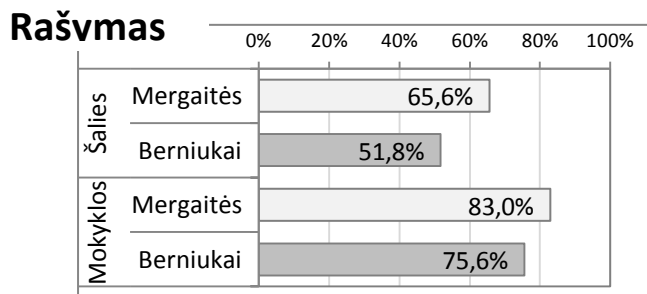 Rašymas
0% 20% 40% 60% 80% 100%
Šalies
Mergaitės 65,6%
Berniukai 51,8%
Mokyklos
Mergaitės 83,0%
Berniukai 75,6%